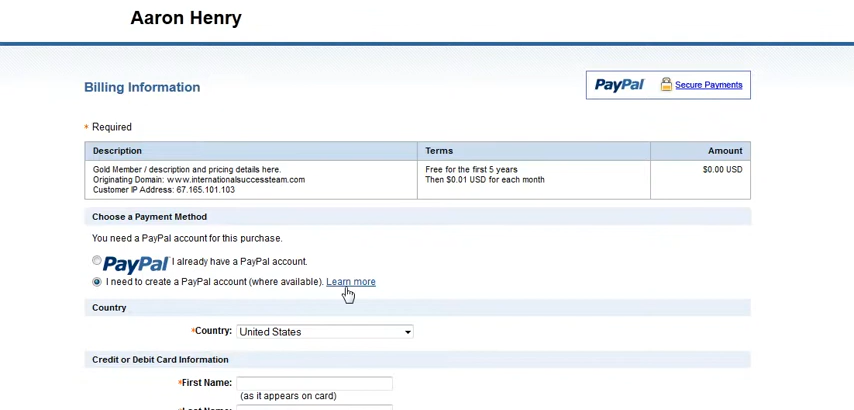 Aaron Henry
Billing Information
PayPal Secure Payments
* Required
Description Terms Amount
Gold Member / description and pricing details here. Free for the first 5 years $0.00 USD
Originating Domain: www.internationalsuccessteam.com Then $0.01 USD for each month
Customer IP Address: 67.165.101.103
Choose a Payment Method
You need a PayPal account for this purchase.
PayPal I already have a PayPal account.
I need to create a PayPal account (where available). Learn more
Country
*Country: United States
Credit or Debit Card Information
*First Name:
(as it appears on card)
*Last Name: